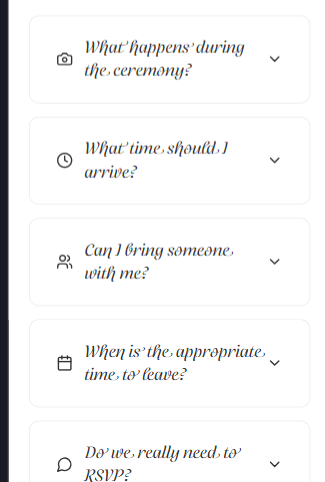 What happens during
the ceremony?
What time should I
arrive?
Can I bring someone
with me?
When is the appropriate
time to leave?
Do we really need to
RSVP?